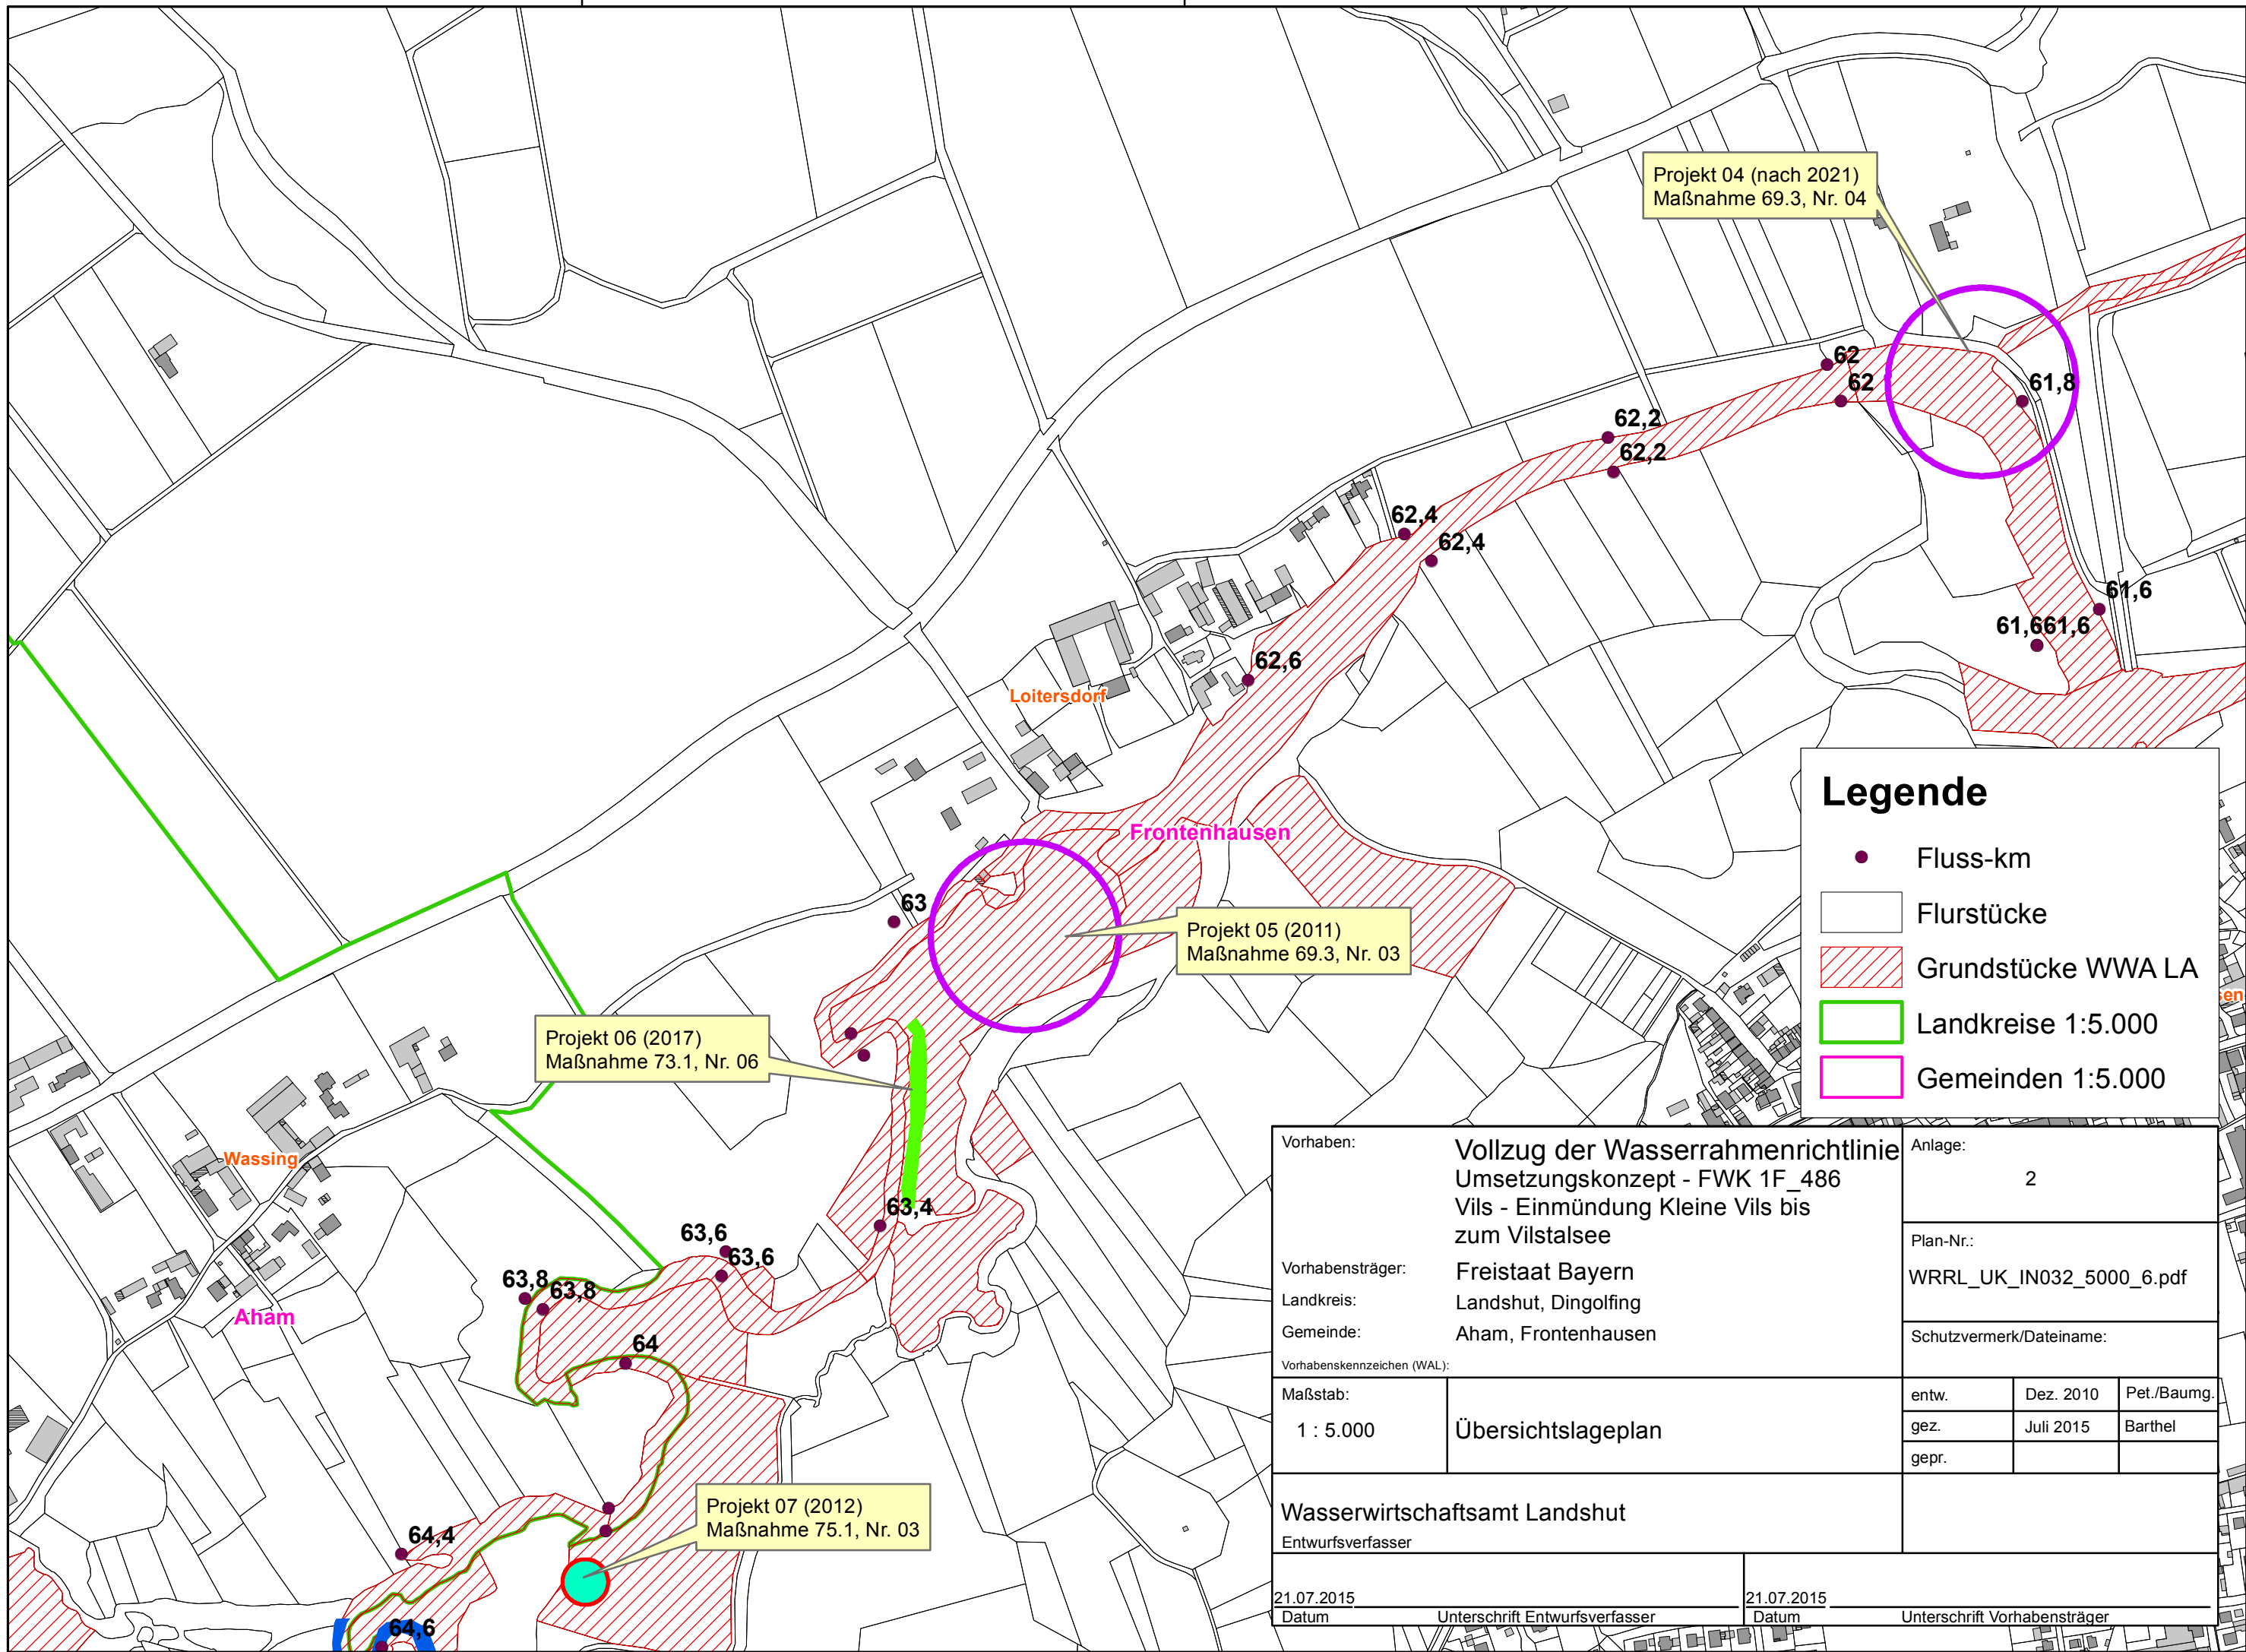 Projekt 04 (nach 2021)
Maßnahme 69.3, Nr. 04
62
62
61,8
62,2
62,2
62,4
62,4
61,6
61,661,6
62,6
Loitersdorf
Frontenhausen
63
Projekt 05 (2011)
Maßnahme 69.3, Nr. 03
Projekt 06 (2017)
Maßnahme 73.1, Nr. 06
Wassing
63,4
63,6
63,6
63,8
63,8
Aham
64
Projekt 07 (2012)
Maßnahme 75.1, Nr. 03
64,4
64,6
Legende
Fluss-km
Flurstücke
Grundstücke WWA LA
Landkreise 1:5.000
Gemeinden 1:5.000
sen
Vorhaben:
Vollzug der Wasserrahmenrichtlinie
Umsetzungskonzept - FWK 1F_486
Vils - Einmündung Kleine Vils bis
zum Vilstalsee
Vorhabensträger:
Freistaat Bayern
Landkreis:
Landshut, Dingolfing
Gemeinde:
Aham, Frontenhausen
Vorhabenskennzeichen (WAL):
Anlage:
2
Plan-Nr.:
WRRL_UK_IN032_5000_6.pdf
Schutzvermerk/Dateiname:
Maßstab:
1 : 5.000
Übersichtslageplan
entw. Dez. 2010 Pet./Baumg.
gez. Juli 2015 Barthel
gepr.
Wasserwirtschaftsamt Landshut
Entwurfsverfasser
21.07.2015
Datum Unterschrift Entwurfsverfasser
21.07.2015
Datum Unterschrift Vorhabensträger